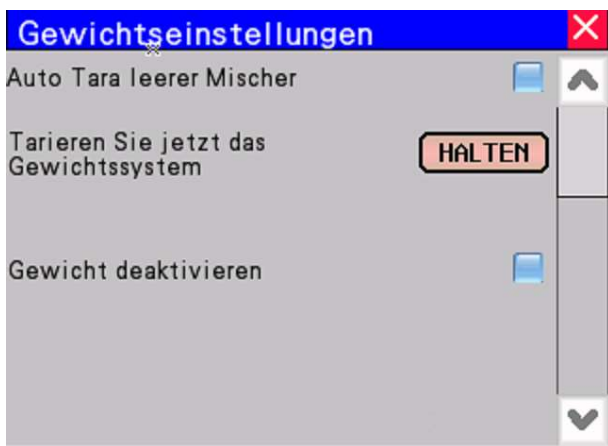 Gewichtseinstellungen
Auto Tara leerer Mischer
Tarieren Sie jetzt das
Gewichtssystem
HALTEN
Gewicht deaktivieren